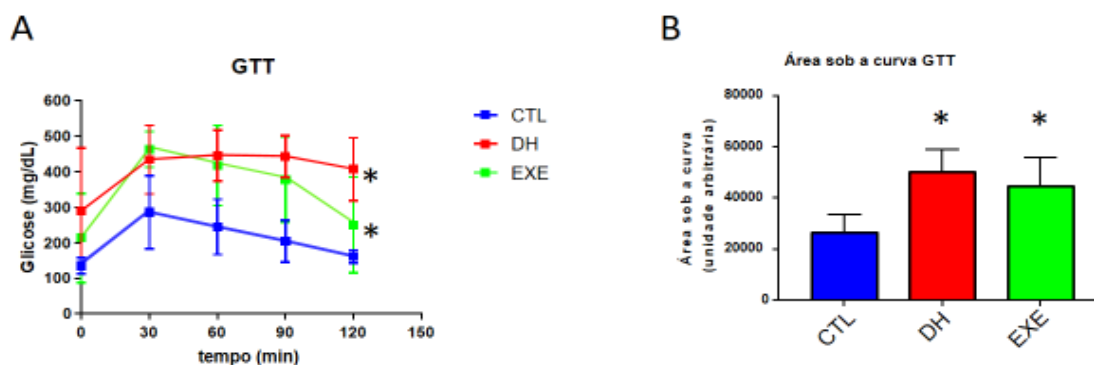 A
GTT
Glicose (mg/dL)
600
500
400
300
200
100
0
*
*
0 30 60 90 120 150
tempo (min)
CTL
DH
EXE
B
Área sob a curva GTT
Área sob a curva
(unidade arbitrária)
80000
60000
40000
20000
0
* *
CTL DH EXE